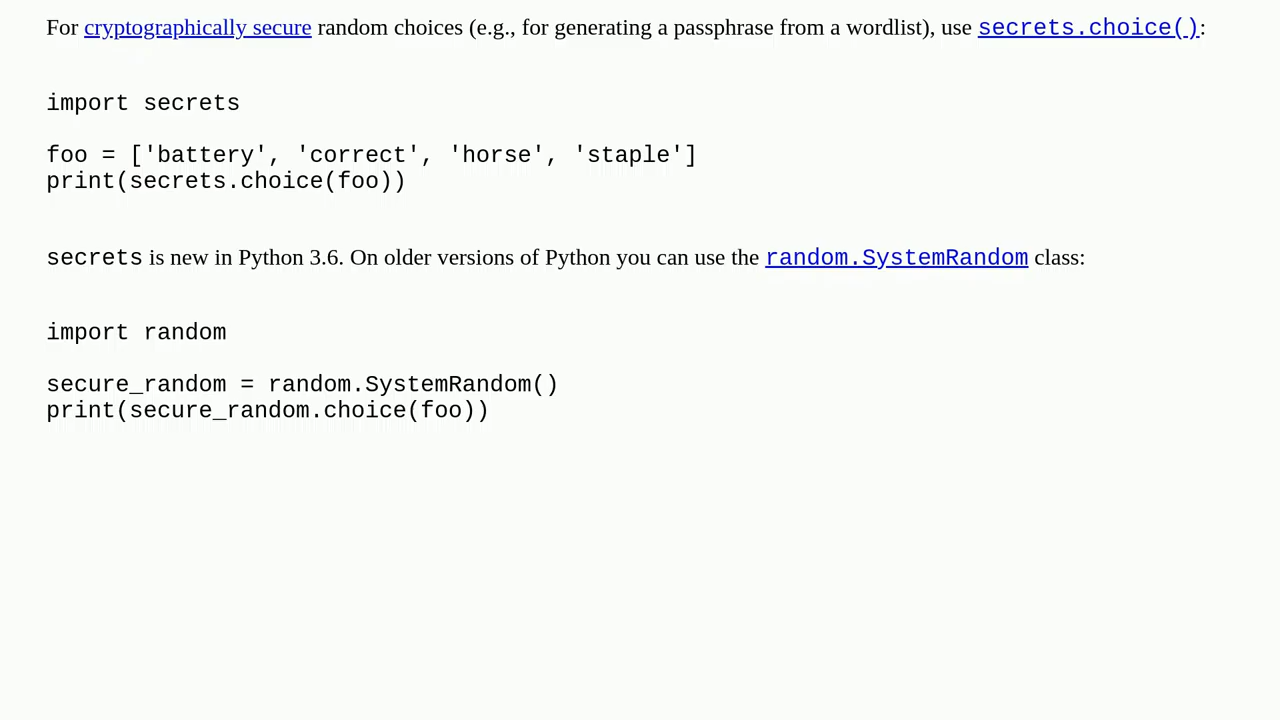 For cryptographically secure random choices (e.g., for generating a passphrase from a wordlist), use secrets.choice():
import secrets
foo = ['battery', 'correct', 'horse', 'staple']
print(secrets.choice(foo))
secrets is new in Python 3.6. On older versions of Python you can use the random.SystemRandom class:
import random
secure_random = random.SystemRandom()
print(secure_random.choice(foo))